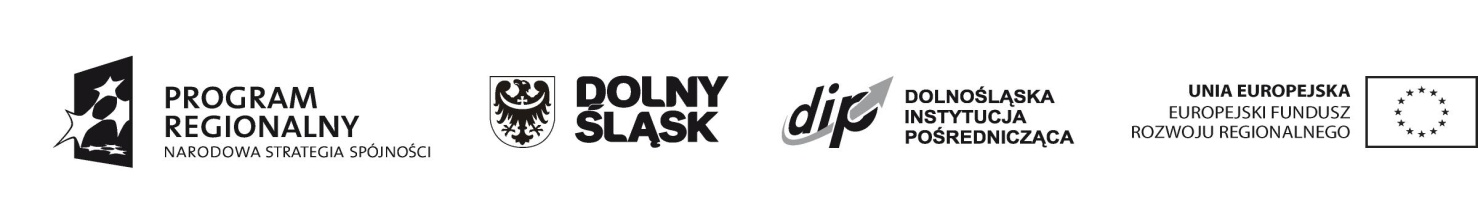 PROGRAM
REGIONALNY
NARODOWA STRATEGIA SPÓJNOŚCI
DOLNY
ŚLĄSK
dip
DOLNOŚLĄSKA
INSTYTUCJA
POŚREDNICZĄCA
UNIA EUROPEJSKA
EUROPEJSKI FUNDUSZ
ROZWOJU REGIONALNEGO